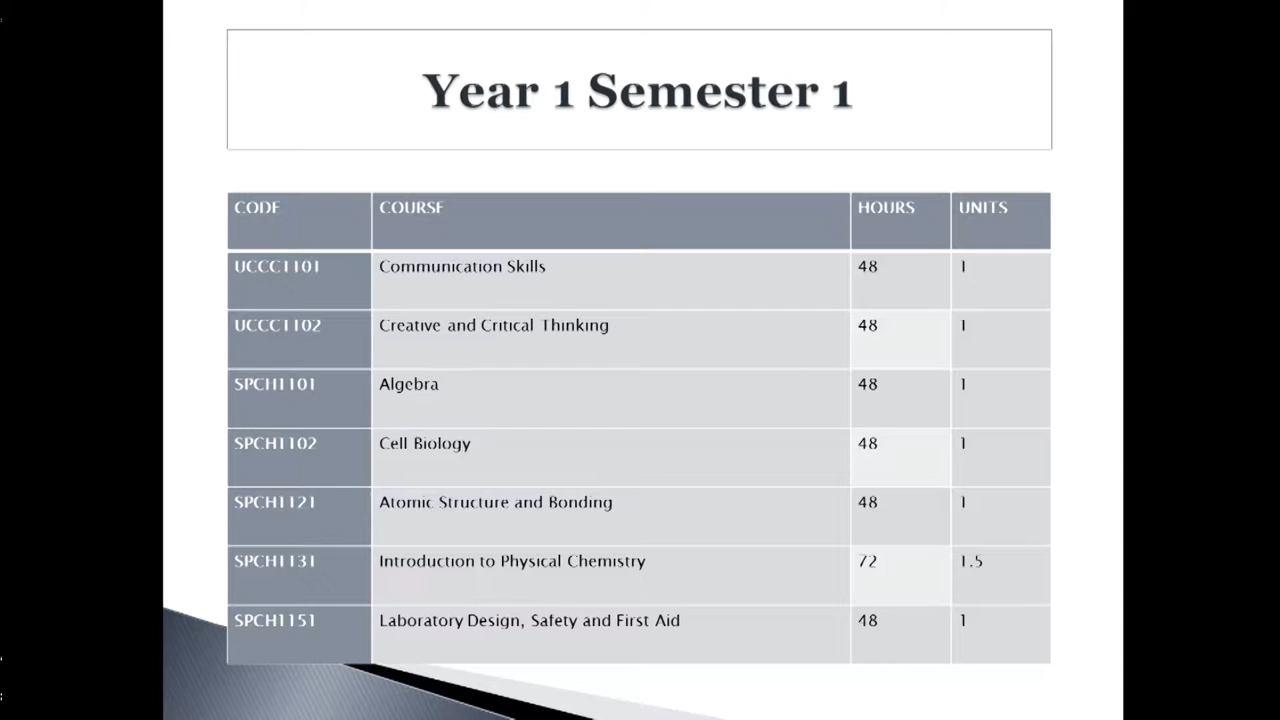 Year 1 Semester 1
CODE COURSE HOURS UNITS
UCCC1101 Communication Skills 48 1
UCCC1102 Creative and Critical Thinking 48 1
SPCH1101 Algebra 48 1
SPCH1102 Cell Biology 48 1
SPCH1121 Atomic Structure and Bonding 48 1
SPCH1131 Introduction to Physical Chemistry 72 1.5
SPCH1151 Laboratory Design, Safety and First Aid 48 1